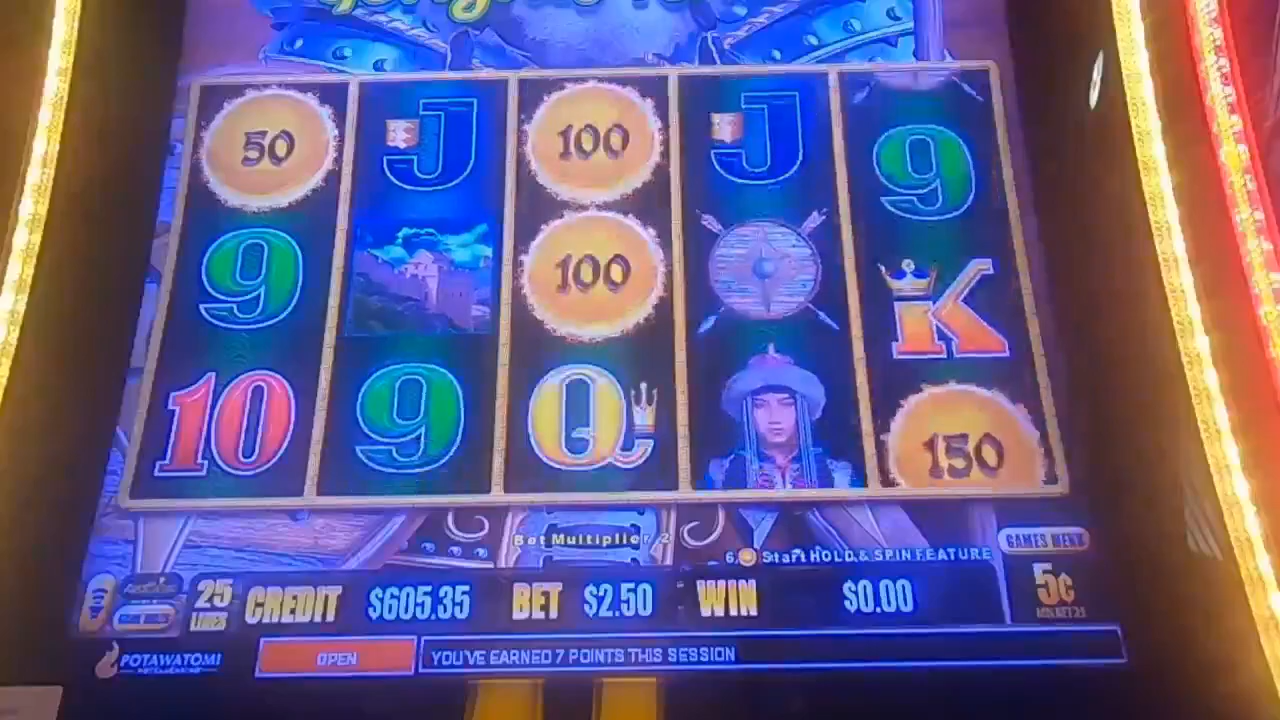 50 J 100 J 9
9 100 K
10 9 Q 150
Bet Multiplier 2
6 Start HOLD & SPIN FEATURE
GAMES MENU
25 LINES
CREDIT $605.35 BET $2.50 WIN $0.00
5¢
POTAWATOMI
OPEN
YOU'VE EARNED 7 POINTS THIS SESSION